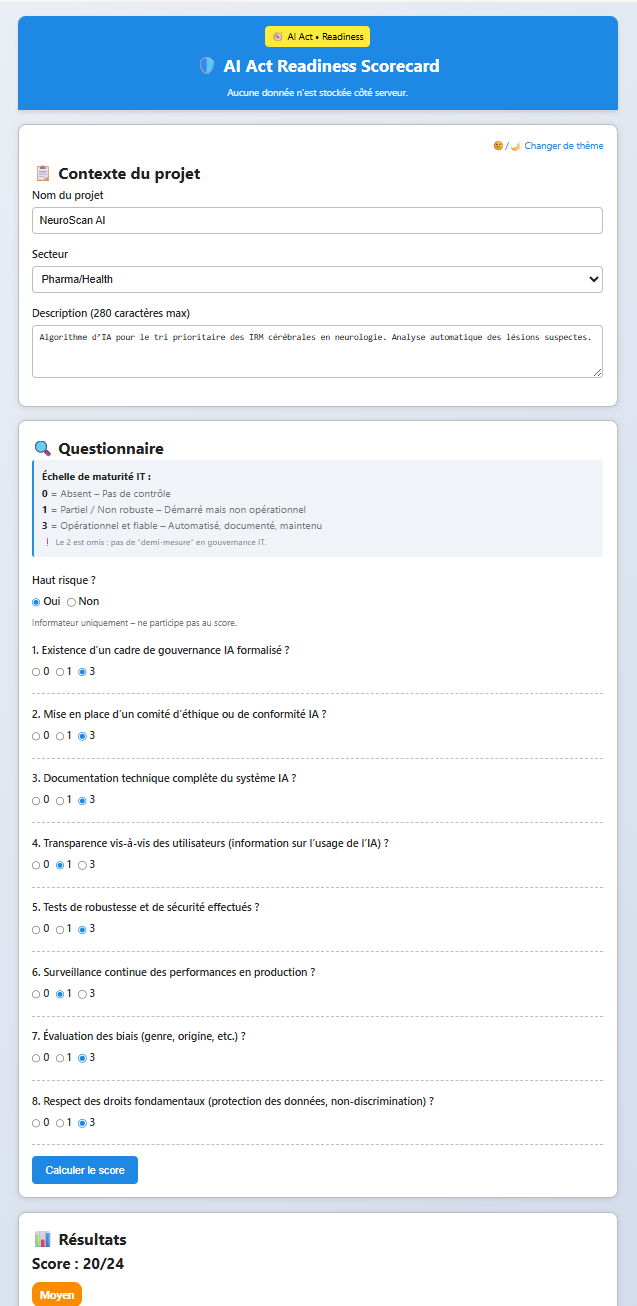 AI Act • Readiness
AI Act Readiness Scorecard
Aucune donnée n'est stockée côté serveur.
/ Changer de thème
Contexte du projet
Nom du projet
NeuroScan AI
Secteur
Pharma/Health
Description (280 caractères max)
Algorithme d’IA pour le tri prioritaire des IRM cérébrales en neurologie. Analyse automatique des lésions suspectes.
Questionnaire
Échelle de maturité IT :
0 = Absent – Pas de contrôle
1 = Partiel / Non robuste – Démarré mais non opérationnel
3 = Opérationnel et fiable – Automatisé, documenté, maintenu
! Le 2 est omis : pas de "demi-mesure" en gouvernance IT.
Haut risque ?
Oui Non
Informateur uniquement – ne participe pas au score.
1. Existence d'un cadre de gouvernance IA formalisé ?
0 1 3
2. Mise en place d'un comité d'éthique ou de conformité IA ?
0 1 3
3. Documentation technique complète du système IA ?
0 1 3
4. Transparence vis-à-vis des utilisateurs (information sur l'usage de l'IA) ?
0 1 3
5. Tests de robustesse et de sécurité effectués ?
0 1 3
6. Surveillance continue des performances en production ?
0 1 3
7. Évaluation des biais (genre, origine, etc.) ?
0 1 3
8. Respect des droits fondamentaux (protection des données, non-discrimination) ?
0 1 3
Calculer le score
Résultats
Score : 20/24
Moyen